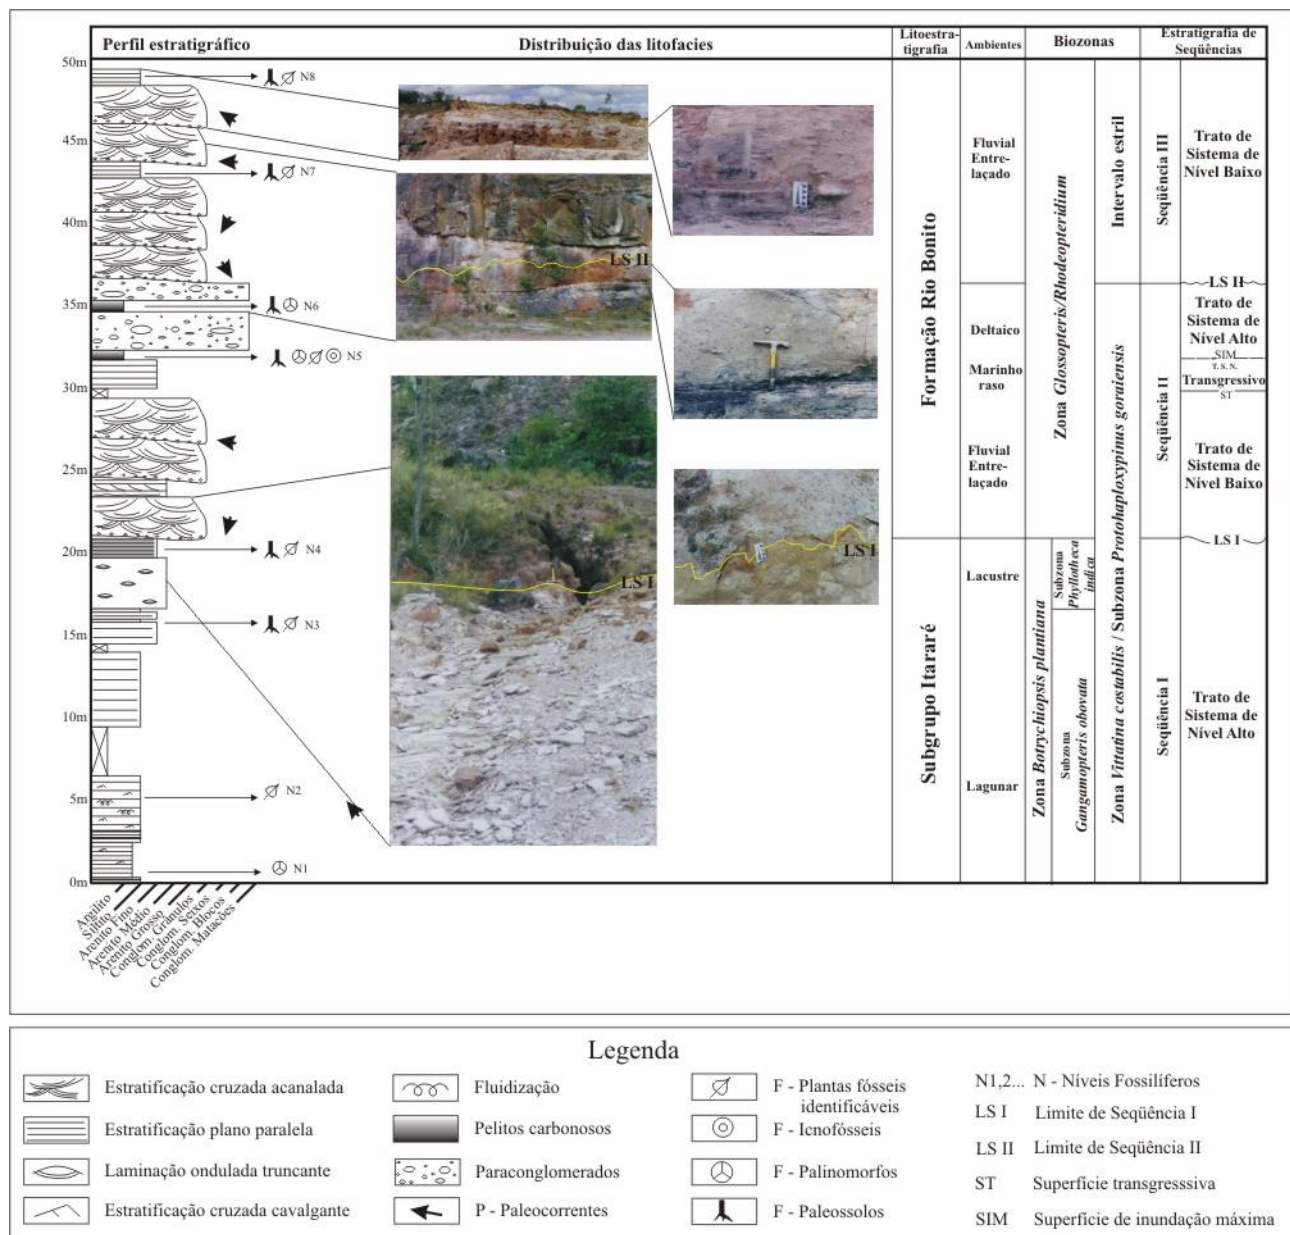 Perfil estratigráfico
Distribuição das litofacies
Litoestra-
tigrafia
Ambientes
Biozonas
Estratigrafia de
Seqüências
50m
45m
40m
35m
30m
25m
20m
15m
10m
5m
0m
N8
N7
N6
N5
N4
N3
N2
N1
Argilito
Siltito
Arenito Fino
Arenito Médio
Arenito Grosso
Conglom. Grânulos
Conglom. Seixos
Conglom. Blocos
Conglom. Matacões
LS II
LS I
LS I
Formação Rio Bonito
Subgrupo Itararé
Fluvial
Entre-
laçado
Deltaico
Marinho
raso
Fluvial
Entre-
laçado
Lacustre
Lagunar
Zona Glossopteris/Rhodeopteridium
Zona Botrychiopsis plantiana
Subzona
Phyllotheca
indica
Subzona
Gangamopteris obovata
Intervalo estril
Zona Vittatina costabilis / Subzona Protohaploxypinus goraiensis
Seqüência III
Seqüência II
Seqüência I
Trato de
Sistema de
Nível Baixo
LS II
Trato de
Sistema de
Nível Alto
SIM
T. S. N.
Transgressivo
ST
Trato de
Sistema de
Nível Baixo
LS I
Trato de
Sistema de
Nível Alto
Legenda
Estratificação cruzada acanalada
Estratificação plano paralela
Laminação ondulada truncante
Estratificação cruzada cavalgante
Fluidização
Pelitos carbonosos
Paraconglomerados
P - Paleocorrentes
F - Plantas fósseis
identificáveis
F - Icnofósseis
F - Palinomorfos
F - Paleossolos
N1,2... N - Níveis Fossilíferos
LS I Limite de Seqüência I
LS II Limite de Seqüência II
ST Superfície transgresssiva
SIM Superfície de inundação máxima